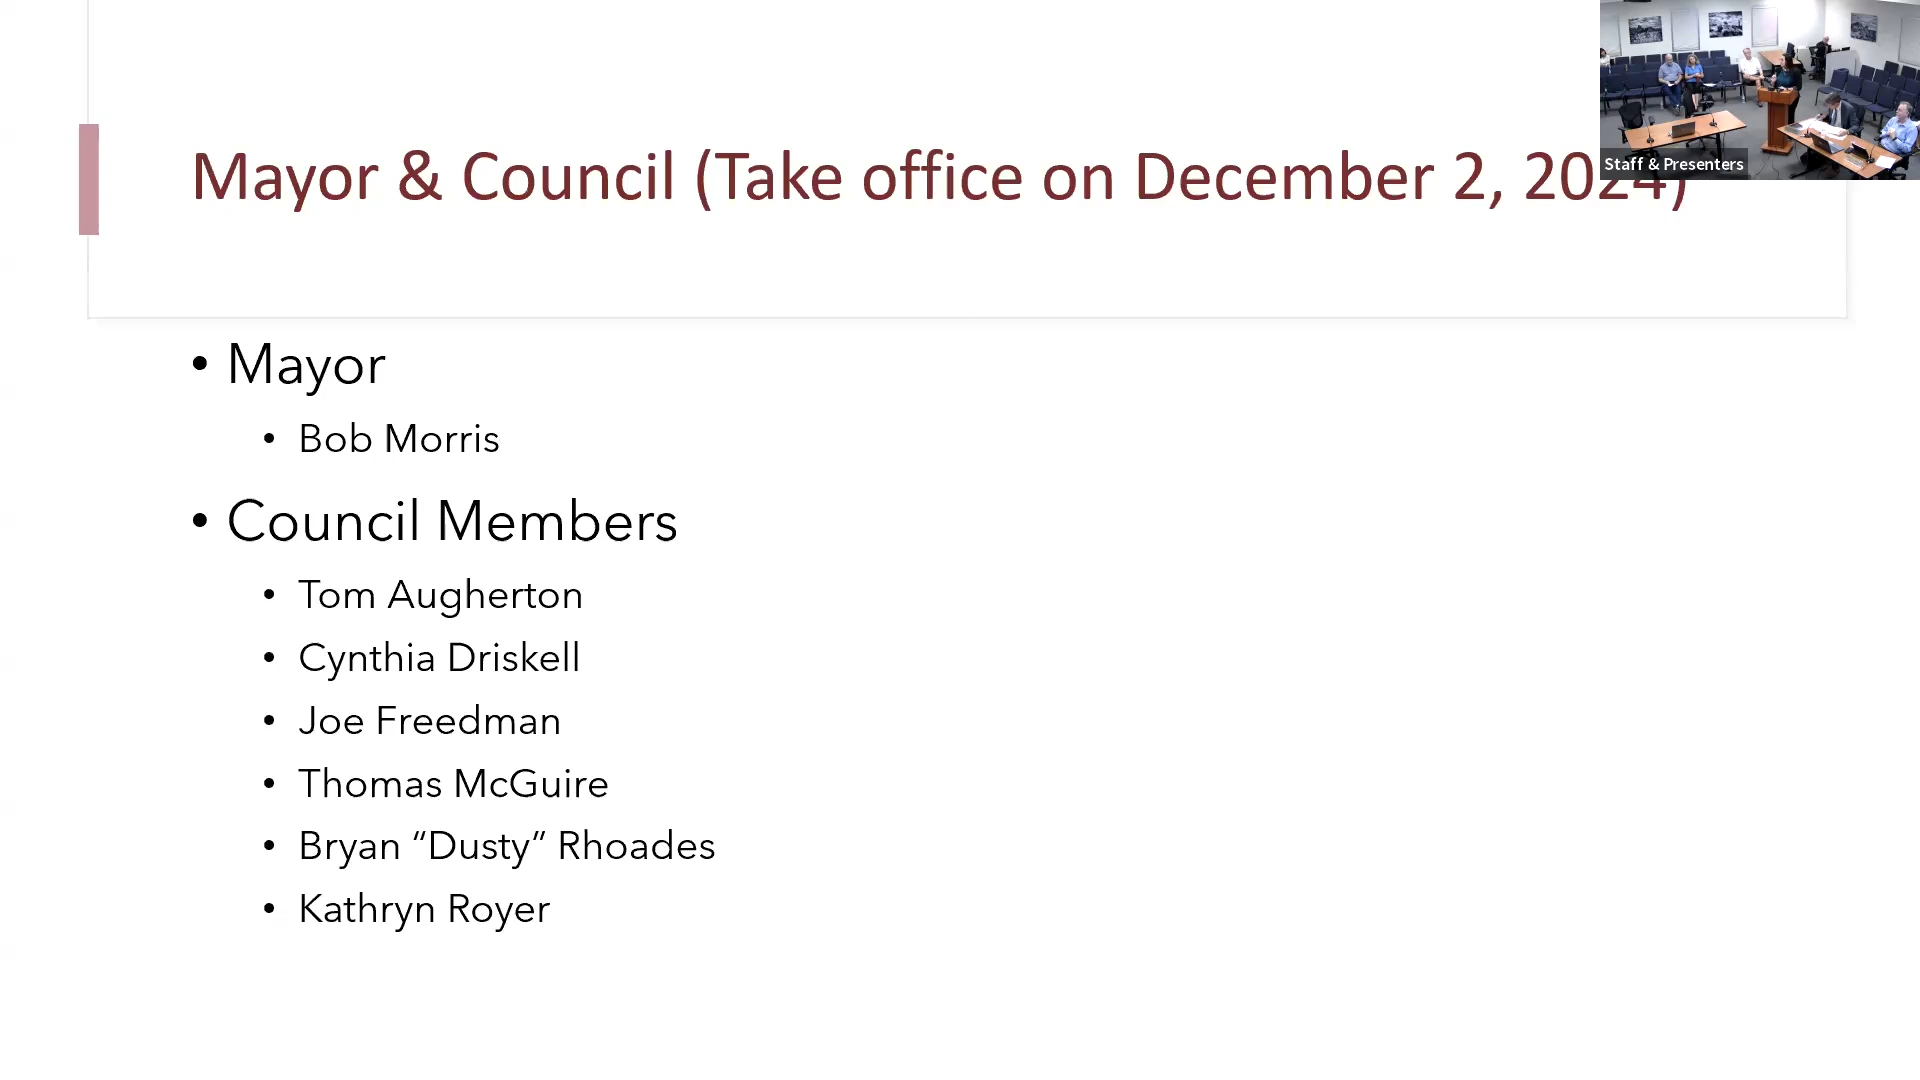 Mayor & Council (Take office on December 2, 2024)
Staff & Presenters
• Mayor
• Bob Morris
• Council Members
• Tom Augherton
• Cynthia Driskell
• Joe Freedman
• Thomas McGuire
• Bryan “Dusty” Rhoades
• Kathryn Royer